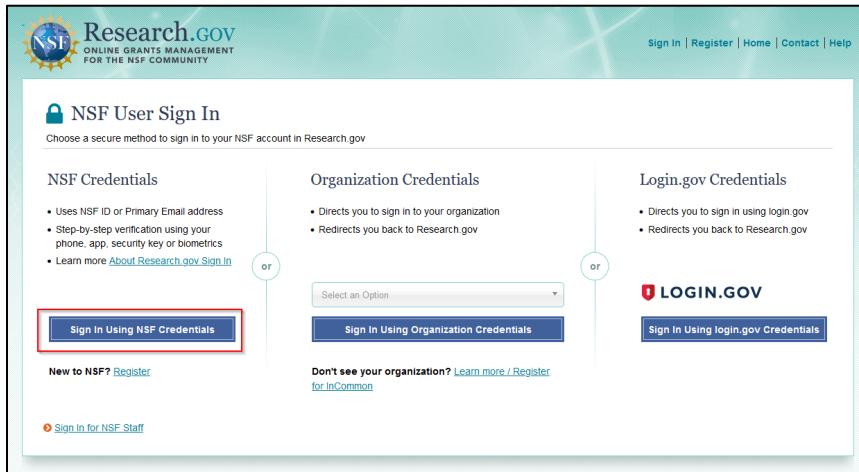 NSF
Research.gov
ONLINE GRANTS MANAGEMENT
FOR THE NSF COMMUNITY
Sign In | Register | Home | Contact | Help
NSF User Sign In
Choose a secure method to sign in to your NSF account in Research.gov
NSF Credentials
• Uses NSF ID or Primary Email address
• Step-by-step verification using your
phone, app, security key or biometrics
• Learn more About Research.gov Sign In
Sign In Using NSF Credentials
New to NSF? Register
or
Organization Credentials
• Directs you to sign in to your organization
• Redirects you back to Research.gov
Select an Option
Sign In Using Organization Credentials
Don't see your organization? Learn more / Register
for InCommon
or
Login.gov Credentials
• Directs you to sign in using login.gov
• Redirects you back to Research.gov
LOGIN.GOV
Sign In Using login.gov Credentials
Sign In for NSF Staff